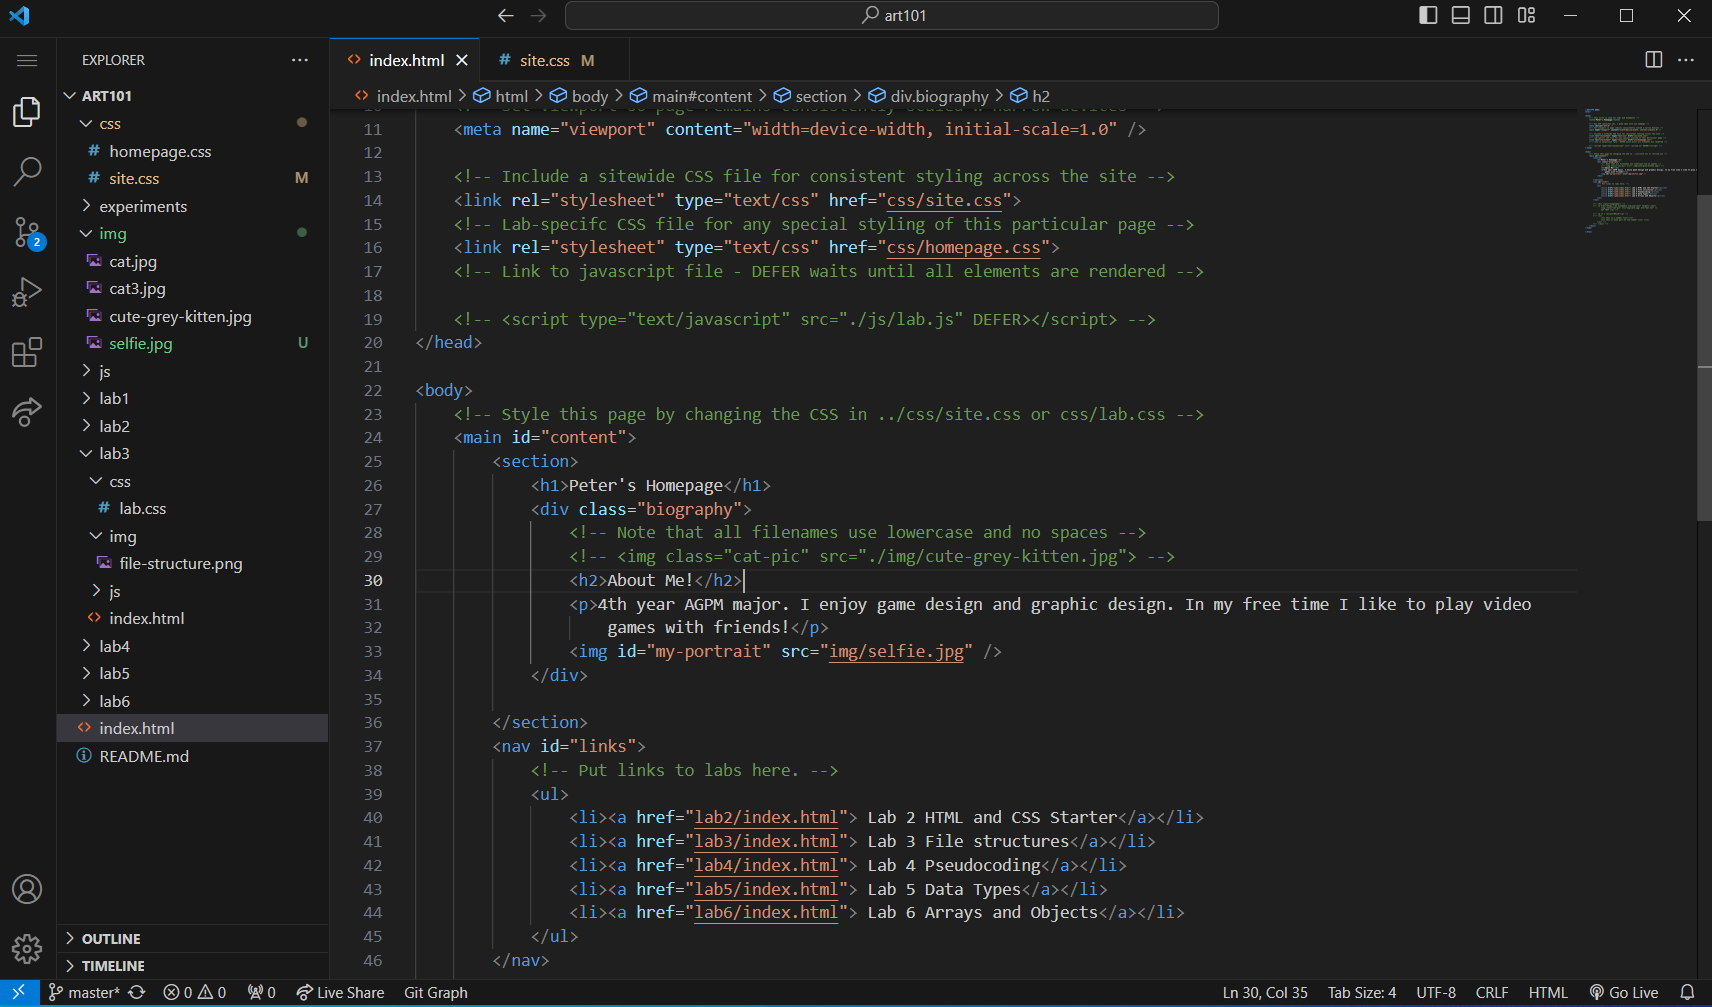 art101
EXPLORER
index.html
site.css M
ART101
index.html > html > body > main#content > section > div.biography > h2
css
homepage.css
site.css M
experiments
img
cat.jpg
cat3.jpg
cute-grey-kitten.jpg
selfie.jpg U
js
lab1
lab2
lab3
css
lab.css
img
file-structure.png
js
index.html
lab4
lab5
lab6
index.html
README.md
OUTLINE
TIMELINE
2
11 <meta name="viewport" content="width=device-width, initial-scale=1.0" />
12
13 <!-- Include a sitewide CSS file for consistent styling across the site -->
14 <link rel="stylesheet" type="text/css" href="css/site.css">
15 <!-- Lab-specifc CSS file for any special styling of this particular page -->
16 <link rel="stylesheet" type="text/css" href="css/homepage.css">
17 <!-- Link to javascript file - DEFER waits until all elements are rendered -->
18
19 <!-- <script type="text/javascript" src="./js/lab.js" DEFER></script> -->
20 </head>
21
22 <body>
23 <!-- Style this page by changing the CSS in ../css/site.css or css/lab.css -->
24 <main id="content">
25 <section>
26 <h1>Peter's Homepage</h1>
27 <div class="biography">
28 <!-- Note that all filenames use lowercase and no spaces -->
29 <!-- <img class="cat-pic" src="./img/cute-grey-kitten.jpg"> -->
30 <h2>About Me!</h2>
31 <p>4th year AGPM major. I enjoy game design and graphic design. In my free time I like to play video
32 games with friends!</p>
33 <img id="my-portrait" src="img/selfie.jpg" />
34 </div>
35
36 </section>
37 <nav id="links">
38 <!-- Put links to labs here. -->
39 <ul>
40 <li><a href="lab2/index.html"> Lab 2 HTML and CSS Starter</a></li>
41 <li><a href="lab3/index.html"> Lab 3 File structures</a></li>
42 <li><a href="lab4/index.html"> Lab 4 Pseudocoding</a></li>
43 <li><a href="lab5/index.html"> Lab 5 Data Types</a></li>
44 <li><a href="lab6/index.html"> Lab 6 Arrays and Objects</a></li>
45 </ul>
46 </nav>
master* 0 0 0 Live Share Git Graph Ln 30, Col 35 Tab Size: 4 UTF-8 CRLF HTML Go Live